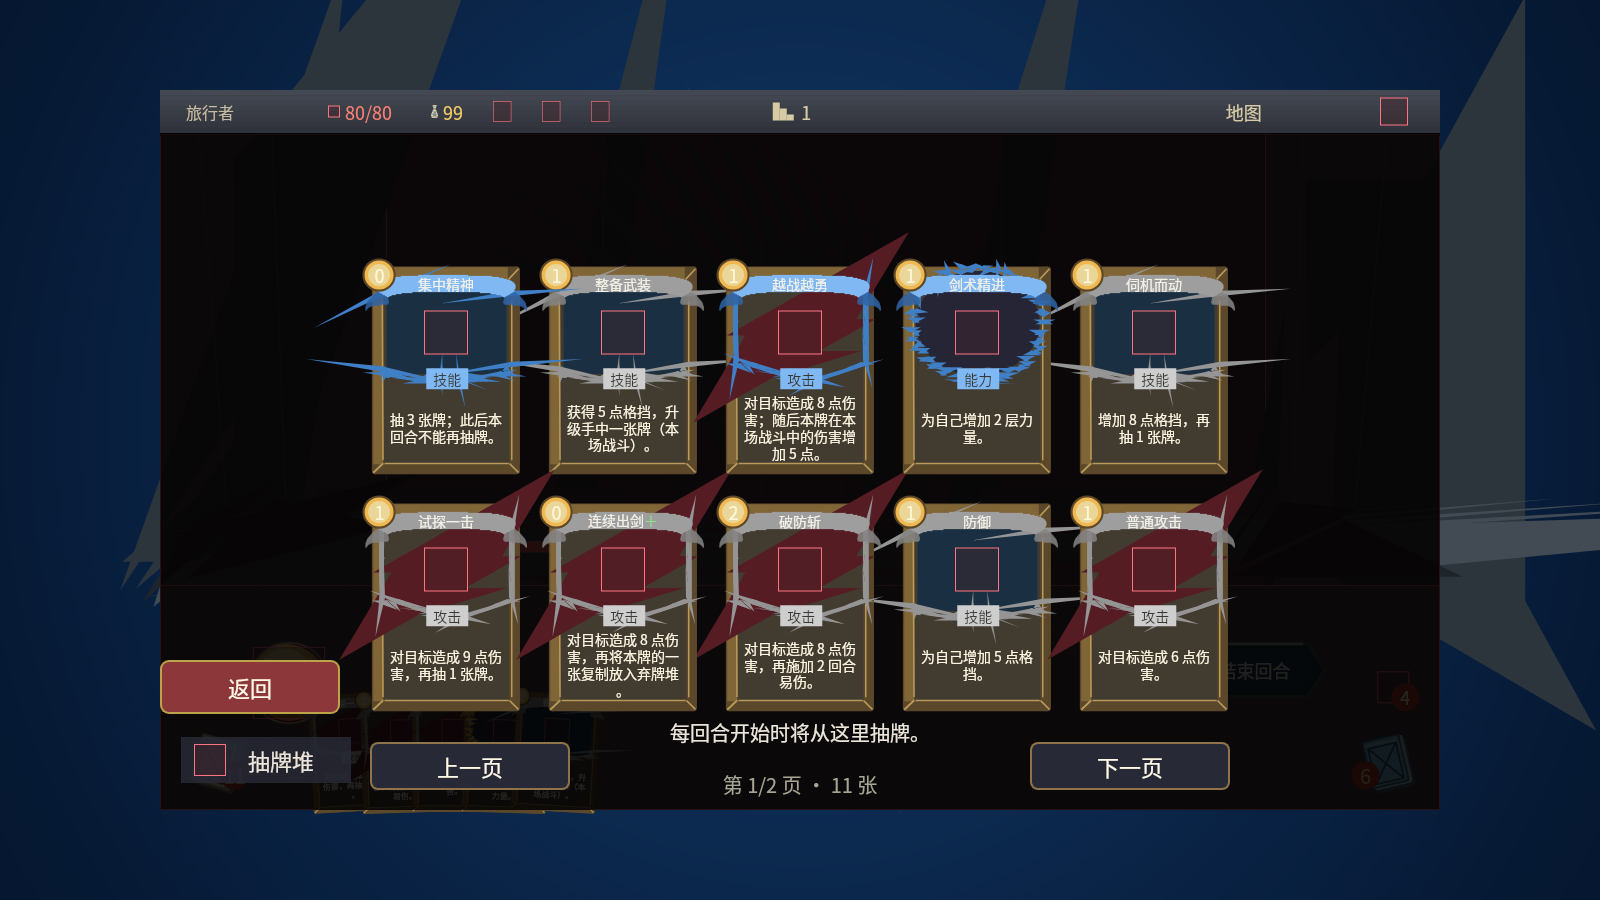 旅行者 80/80 99 1 地图
0 集中精神
技能
抽 3 张牌；此后本
回合不能再抽牌。
1 整备武装
技能
获得 5 点格挡，升
级手中一张牌（本
场战斗）。
1 越战越勇
攻击
对目标造成 8 点伤
害；随后本牌在本
场战斗中的伤害增
加 5 点。
1 剑术精进
能力
为自己增加 2 层力
量。
1 伺机而动
技能
增加 8 点格挡，再
抽 1 张牌。
1 试探一击
攻击
对目标造成 9 点伤
害，再抽 1 张牌。
0 连续出剑+
攻击
对目标造成 8 点伤
害，再将本牌的一
张复制放入弃牌堆
。
2 破防斩
攻击
对目标造成 8 点伤
害，再施加 2 回合
易伤。
1 防御
技能
为自己增加 5 点格
挡。
1 普通攻击
攻击
对目标造成 6 点伤
害。
返回
结束回合
4
每回合开始时将从这里抽牌。
抽牌堆
上一页
第 1/2 页 · 11 张
下一页
6